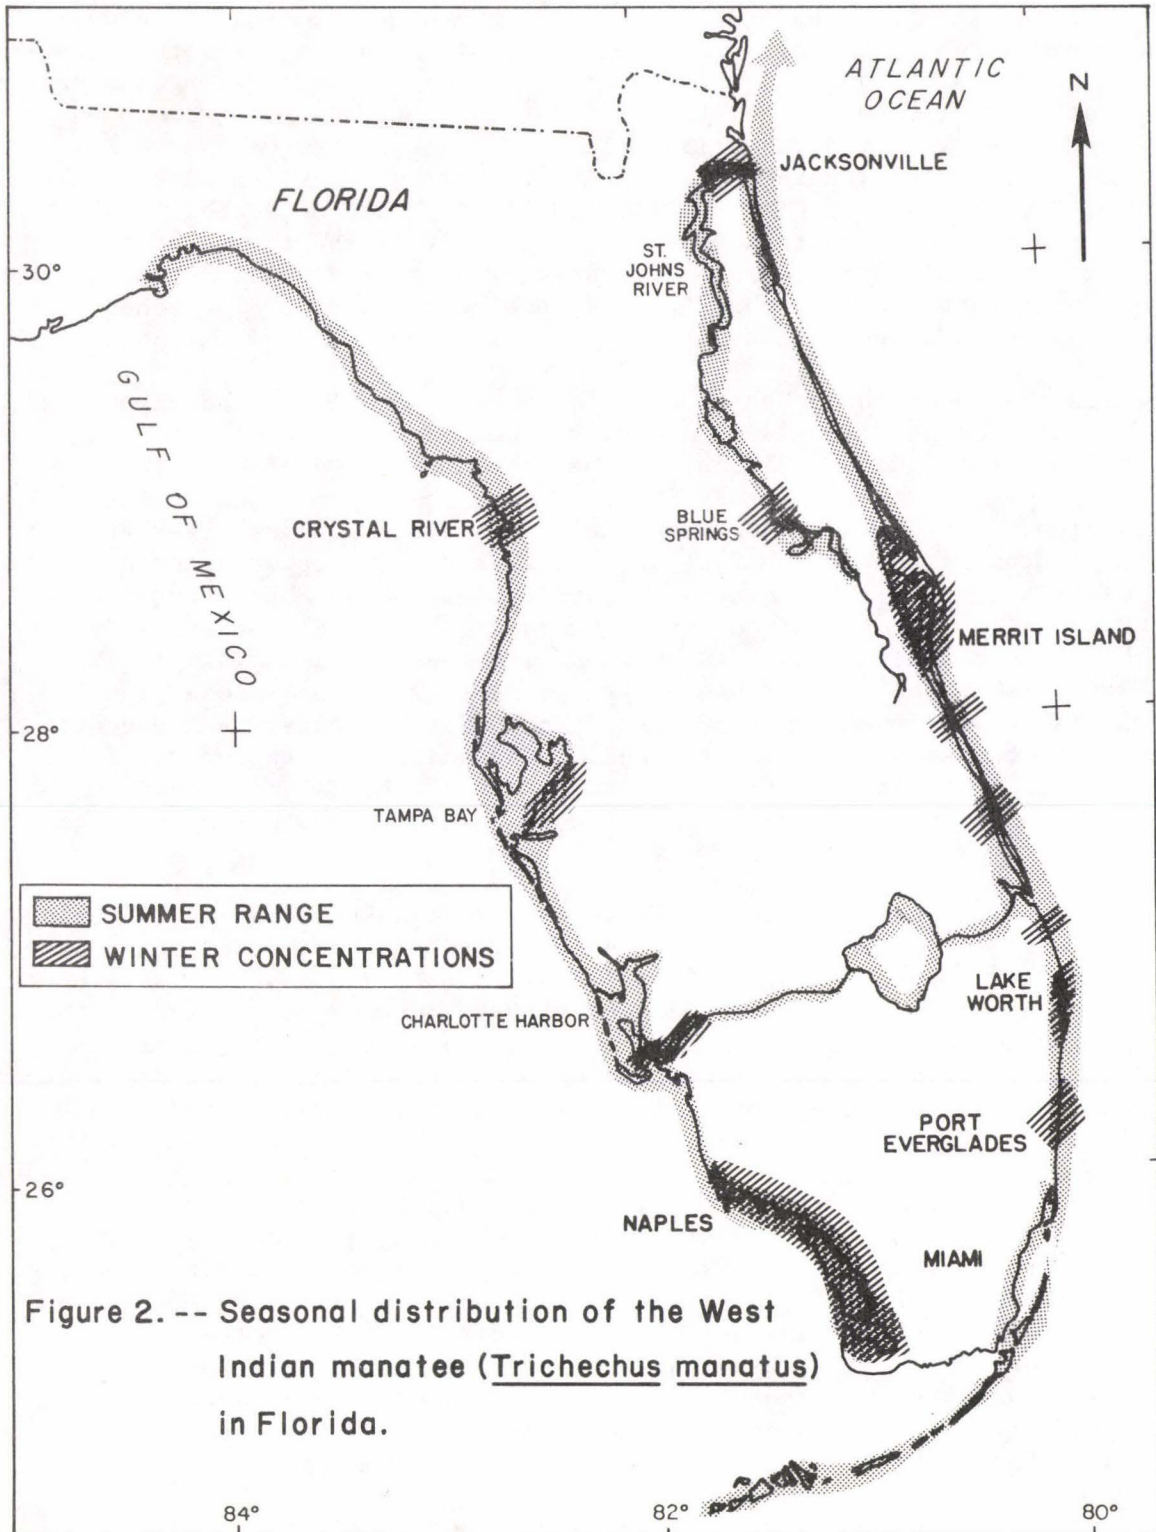 ATLANTIC
OCEAN
N
JACKSONVILLE
FLORIDA
ST.
JOHNS
RIVER
30°
GULF OF MEXICO
CRYSTAL RIVER
BLUE
SPRINGS
MERRIT ISLAND
28°
TAMPA BAY
SUMMER RANGE
WINTER CONCENTRATIONS
LAKE
WORTH
CHARLOTTE HARBOR
PORT
EVERGLADES
26°
NAPLES
MIAMI
Figure 2. -- Seasonal distribution of the West
Indian manatee (Trichechus manatus)
in Florida.
84°
82°
80°